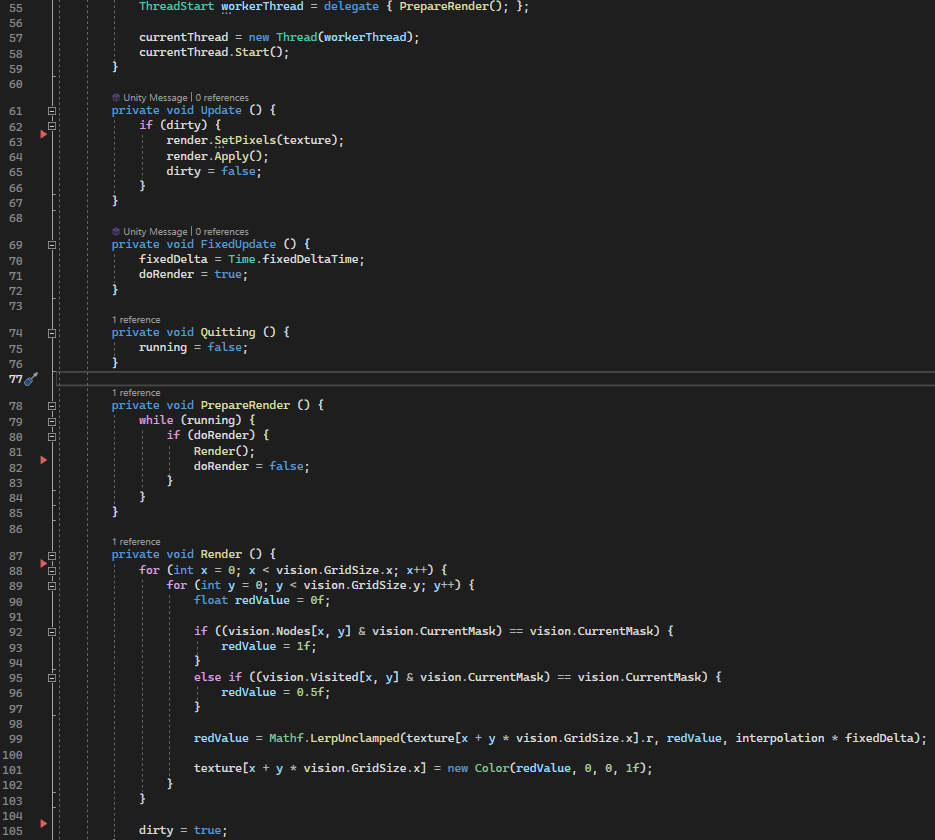 55 ThreadStart workerThread = delegate { PrepareRender(); };
56
57 currentThread = new Thread(workerThread);
58 currentThread.Start();
59 }
60
Unity Message | 0 references
61 private void Update () {
62 if (dirty) {
63 render.SetPixels(texture);
64 render.Apply();
65 dirty = false;
66 }
67 }
68
Unity Message | 0 references
69 private void FixedUpdate () {
70 fixedDelta = Time.fixedDeltaTime;
71 doRender = true;
72 }
73
1 reference
74 private void Quitting () {
75 running = false;
76 }
77
1 reference
78 private void PrepareRender () {
79 while (running) {
80 if (doRender) {
81 Render();
82 doRender = false;
83 }
84 }
85 }
86
1 reference
87 private void Render () {
88 for (int x = 0; x < vision.GridSize.x; x++) {
89 for (int y = 0; y < vision.GridSize.y; y++) {
90 float redValue = 0f;
91
92 if ((vision.Nodes[x, y] & vision.CurrentMask) == vision.CurrentMask) {
93 redValue = 1f;
94 }
95 else if ((vision.Visited[x, y] & vision.CurrentMask) == vision.CurrentMask) {
96 redValue = 0.5f;
97 }
98
99 redValue = Mathf.LerpUnclamped(texture[x + y * vision.GridSize.x].r, redValue, interpolation * fixedDelta);
100
101 texture[x + y * vision.GridSize.x] = new Color(redValue, 0, 0, 1f);
102 }
103 }
104
105 dirty = true;